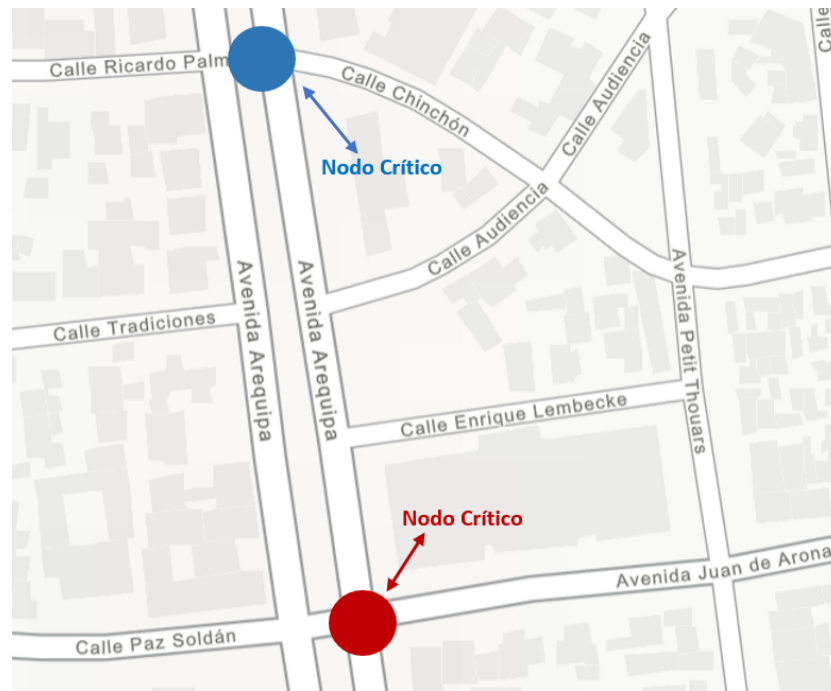 Calle Ricardo Palm
Calle Chinchón
Calle Audiencia
Nodo Crítico
Calle Audiencia
Avenida Arequipa
Avenida Arequipa
Avenida Petit Thouars
Calle Tradiciones
Calle Enrique Lembecke
Nodo Crítico
Avenida Juan de Arona
Calle Paz Soldán
Calle